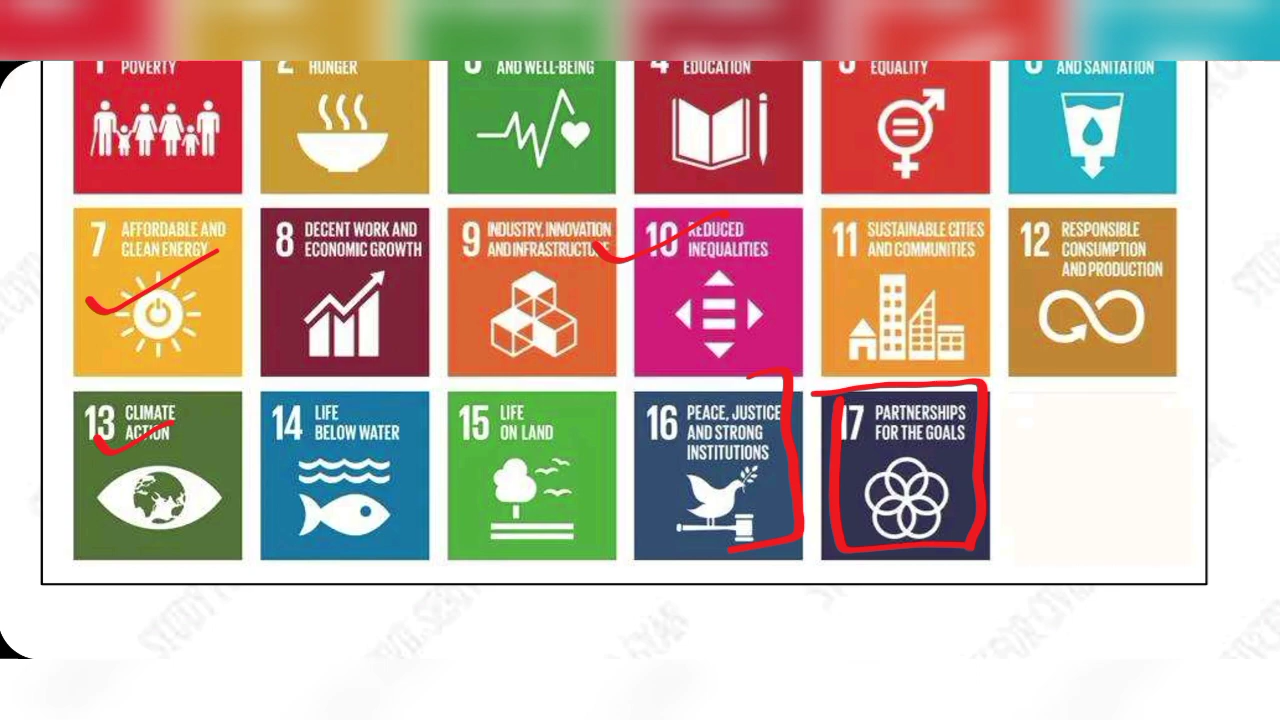 1 POVERTY
2 HUNGER
3 AND WELL-BEING
4 EDUCATION
5 EQUALITY
6 AND SANITATION
7 AFFORDABLE AND
CLEAN ENERGY
8 DECENT WORK AND
ECONOMIC GROWTH
9 INDUSTRY, INNOVATION
AND INFRASTRUCTURE
10 REDUCED
INEQUALITIES
11 SUSTAINABLE CITIES
AND COMMUNITIES
12 RESPONSIBLE
CONSUMPTION
AND PRODUCTION
13 CLIMATE
ACTION
14 LIFE
BELOW WATER
15 LIFE
ON LAND
16 PEACE, JUSTICE
AND STRONG
INSTITUTIONS
17 PARTNERSHIPS
FOR THE GOALS